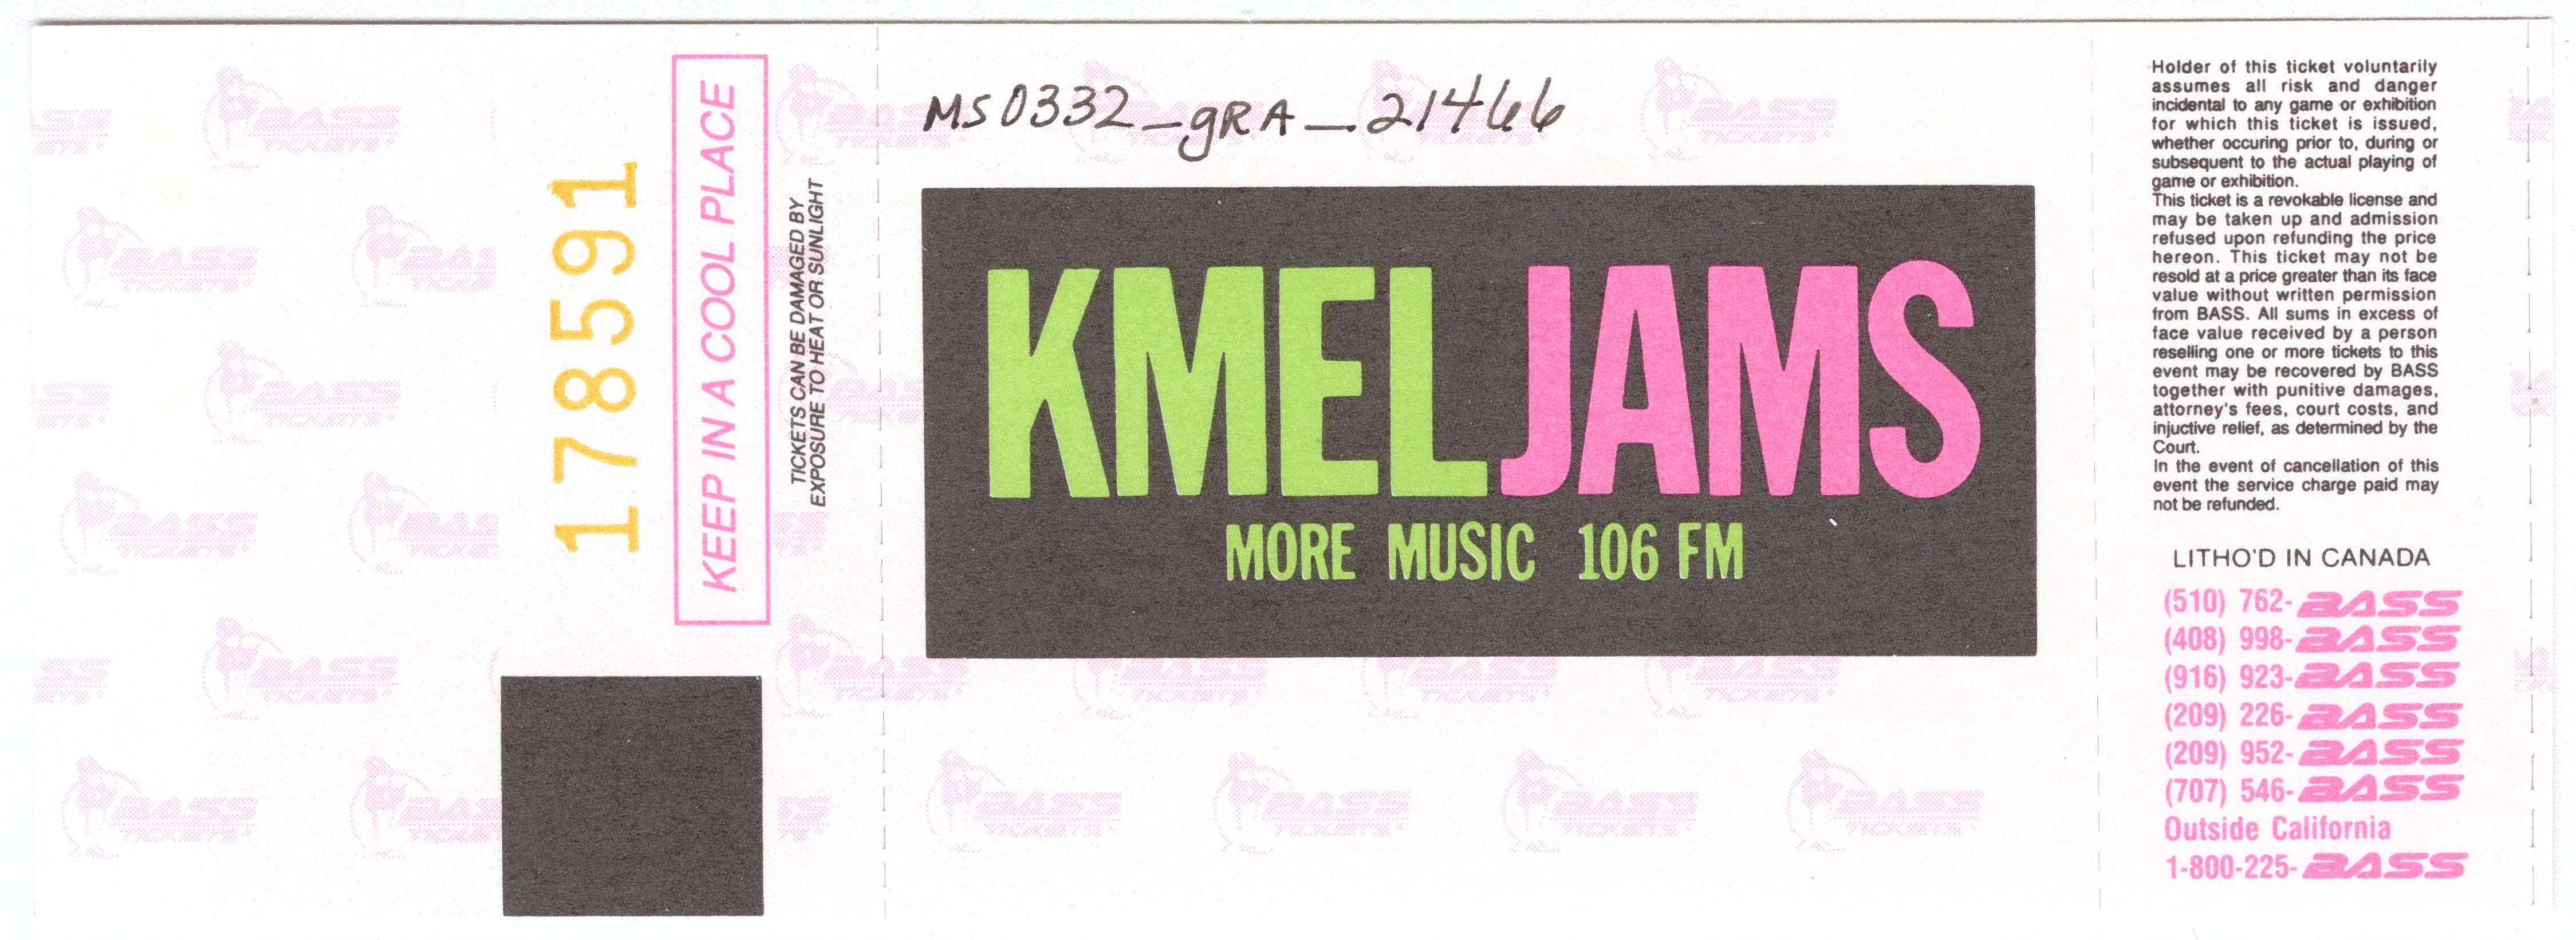 178591
KEEP IN A COOL PLACE
TICKETS CAN BE DAMAGED BY
EXPOSURE TO HEAT OR SUNLIGHT
MS0332_gRA_21466
KMELJAMS
MORE MUSIC 106 FM
Holder of this ticket voluntarily
assumes all risk and danger
incidental to any game or exhibition
for which this ticket is issued,
whether occuring prior to, during or
subsequent to the actual playing of
game or exhibition.
This ticket is a revokable license and
may be taken up and admission
refused upon refunding the price
hereon. This ticket may not be
resold at a price greater than its face
value without written permission
from BASS. All sums in excess of
face value received by a person
reselling one or more tickets to this
event may be recovered by BASS
together with punitive damages,
attorney's fees, court costs, and
injuctive relief, as determined by the
Court.
In the event of cancellation of this
event the service charge paid may
not be refunded.
LITHO'D IN CANADA
(510) 762-BASS
(408) 998-BASS
(916) 923-BASS
(209) 226-BASS
(209) 952-BASS
(707) 546-BASS
Outside California
1-800-225-BASS
BASS
TICKETS